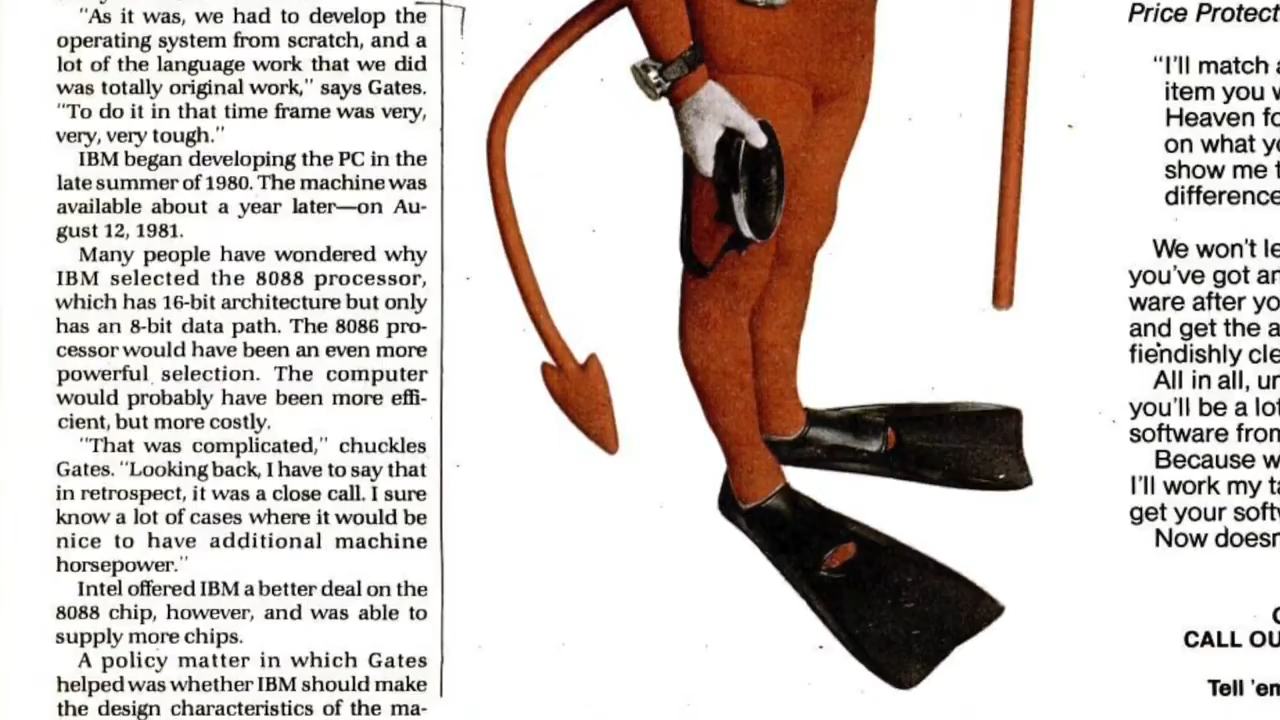 "As it was, we had to develop the
operating system from scratch, and a
lot of the language work that we did
was totally original work," says Gates.
"To do it in that time frame was very,
very, very tough."
IBM began developing the PC in the
late summer of 1980. The machine was
available about a year later—on Au-
gust 12, 1981.
Many people have wondered why
IBM selected the 8088 processor,
which has 16-bit architecture but only
has an 8-bit data path. The 8086 pro-
cessor would have been an even more
powerful selection. The computer
would probably have been more effi-
cient, but more costly.
"That was complicated," chuckles
Gates. "Looking back, I have to say that
in retrospect, it was a close call. I sure
know a lot of cases where it would be
nice to have additional machine
horsepower."
Intel offered IBM a better deal on the
8088 chip, however, and was able to
supply more chips.
A policy matter in which Gates
helped was whether IBM should make
the design characteristics of the ma-
Price Protect
"I'll match
item you
Heaven fo
on what
show me
difference
We won't
you've got
ware after
and get the
fiendishly
All in all,
you'll be a
software from
Because
I'll work my
get your
Now
CALL
Tell 'em